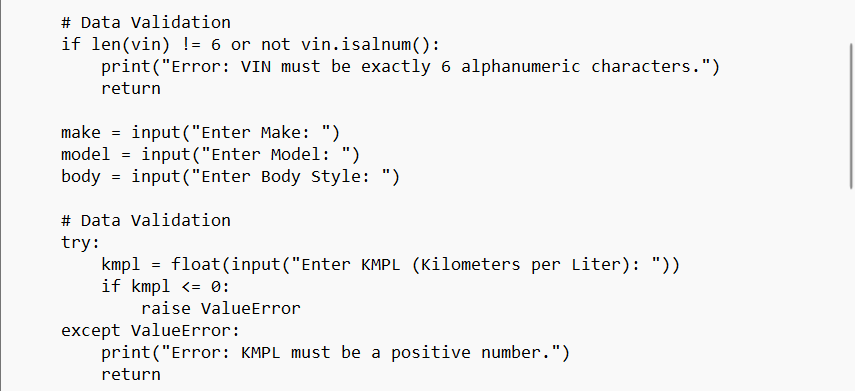 # Data Validation
if len(vin) != 6 or not vin.isalnum():
    print("Error: VIN must be exactly 6 alphanumeric characters.")
    return

make = input("Enter Make: ")
model = input("Enter Model: ")
body = input("Enter Body Style: ")

# Data Validation
try:
    kmpl = float(input("Enter KMPL (Kilometers per Liter): "))
    if kmpl <= 0:
        raise ValueError
except ValueError:
    print("Error: KMPL must be a positive number.")
    return